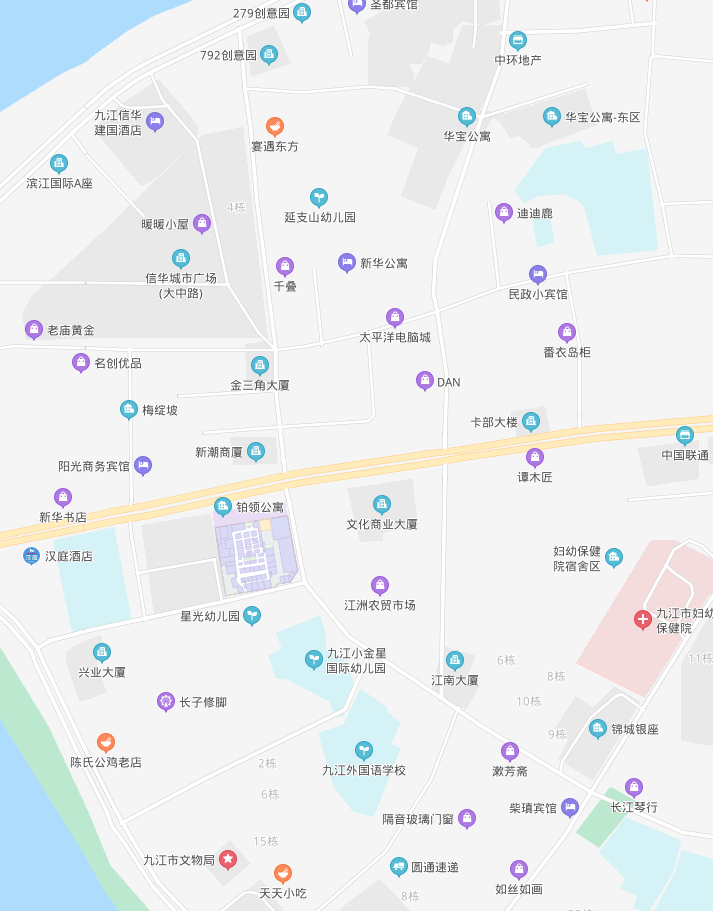 圣都宾馆
279创意园
792创意园
中环地产
九江信华
建国酒店
宴遇东方
华宝公寓
华宝公寓-东区
滨江国际A座
4栋
延支山幼儿园
暖暖小屋
迪迪鹿
信华城市广场
(大中路)
千叠
新华公寓
民政小宾馆
老庙黄金
太平洋电脑城
名创优品
番衣岛柜
金三角大厦
DAN
梅绽坡
卡部大楼
新潮商厦
中国联通
阳光商务宾馆
谭木匠
新华书店
铂领公寓
文化商业大厦
汉庭
汉庭酒店
妇幼保健
院宿舍区
江洲农贸市场
星光幼儿园
九江市妇幼
保健院
九江小金星
国际幼儿园
6栋
11栋
兴业大厦
江南大厦
8栋
长子修脚
10栋
9栋
锦城银座
陈氏公鸡老店
2栋
九江外国语学校
漱芳斋
6栋
柴瑱宾馆
长江琴行
隔音玻璃门窗
15栋
九江市文物局
天天小吃
圆通速递
如丝如画
8栋